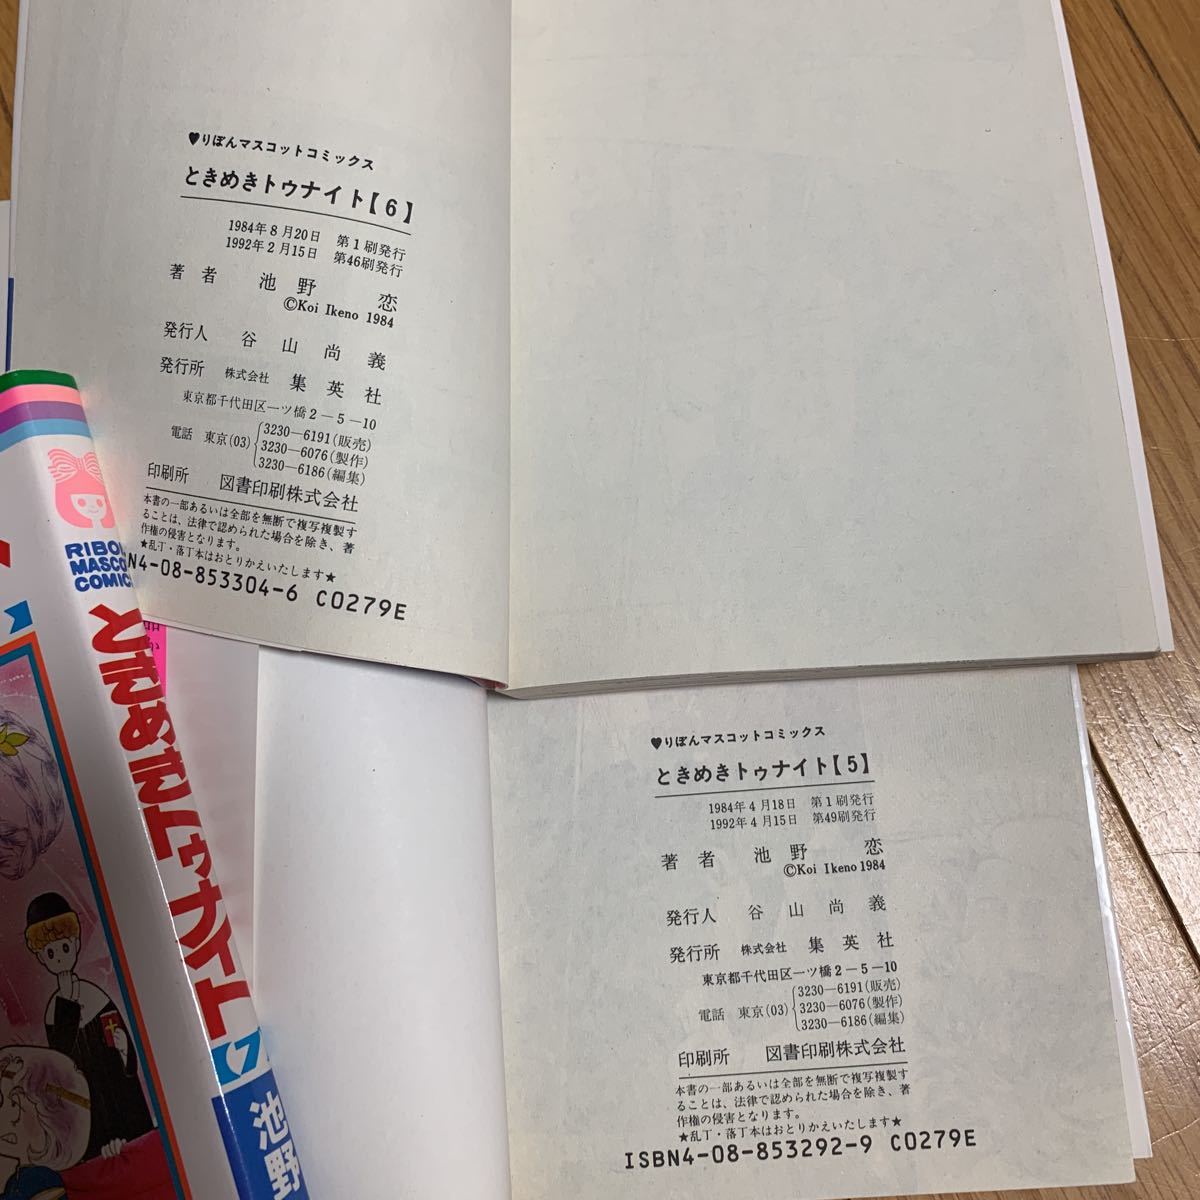 ♥りぼんマスコットコミックス
ときめきトゥナイト【6】
1984年8月20日 第1刷発行
1992年2月15日 第46刷発行
著者 池野 恋
©Koi Ikeno 1984
発行人 谷山尚義
発行所 株式会社 集英社
東京都千代田区一ツ橋2－5－10
電話 東京(03)
3230―6191(販売)
3230―6076(製作)
3230―6186(編集)
印刷所 図書印刷株式会社
本書の一部あるいは全部を無断で複写複製す
ることは、法律で認められた場合を除き、著
作権の侵害となります。
★乱丁・落丁本はおとりかえいたします★
N4-08-853304-6 C0279E
RIBON
MASCO
COMIC
ときめきトゥナイト
7
池野
♥りぼんマスコットコミックス
ときめきトゥナイト【5】
1984年4月18日 第1刷発行
1992年4月15日 第49刷発行
著者 池野 恋
©Koi Ikeno 1984
発行人 谷山尚義
発行所 株式会社 集英社
東京都千代田区一ツ橋2－5－10
電話 東京(03)
3230―6191(販売)
3230―6076(製作)
3230―6186(編集)
印刷所 図書印刷株式会社
本書の一部あるいは全部を無断で複写複製す
ることは、法律で認められた場合を除き、著
作権の侵害となります。
★乱丁・落丁本はおとりかえいたします★
ISBN4-08-853292-9 C0279E